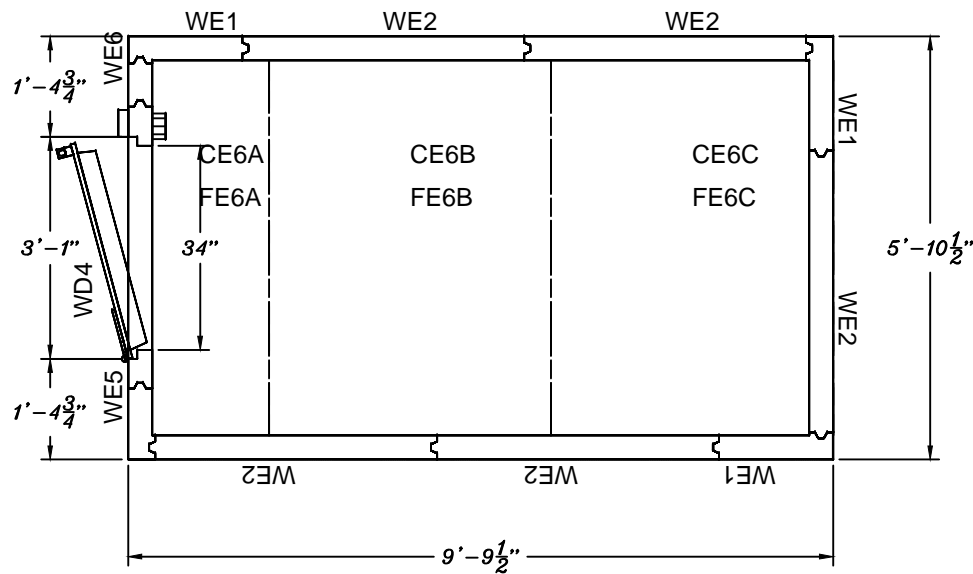 WE1 WE2 WE2
WE6
1'-4¾"
WE1
CE6A CE6B CE6C
FE6A FE6B FE6C
3'-1"
34"
5'-10½"
WD4
WE2
1'-4¾"
WE5
WE2 WE2 WE1
9'-9½"